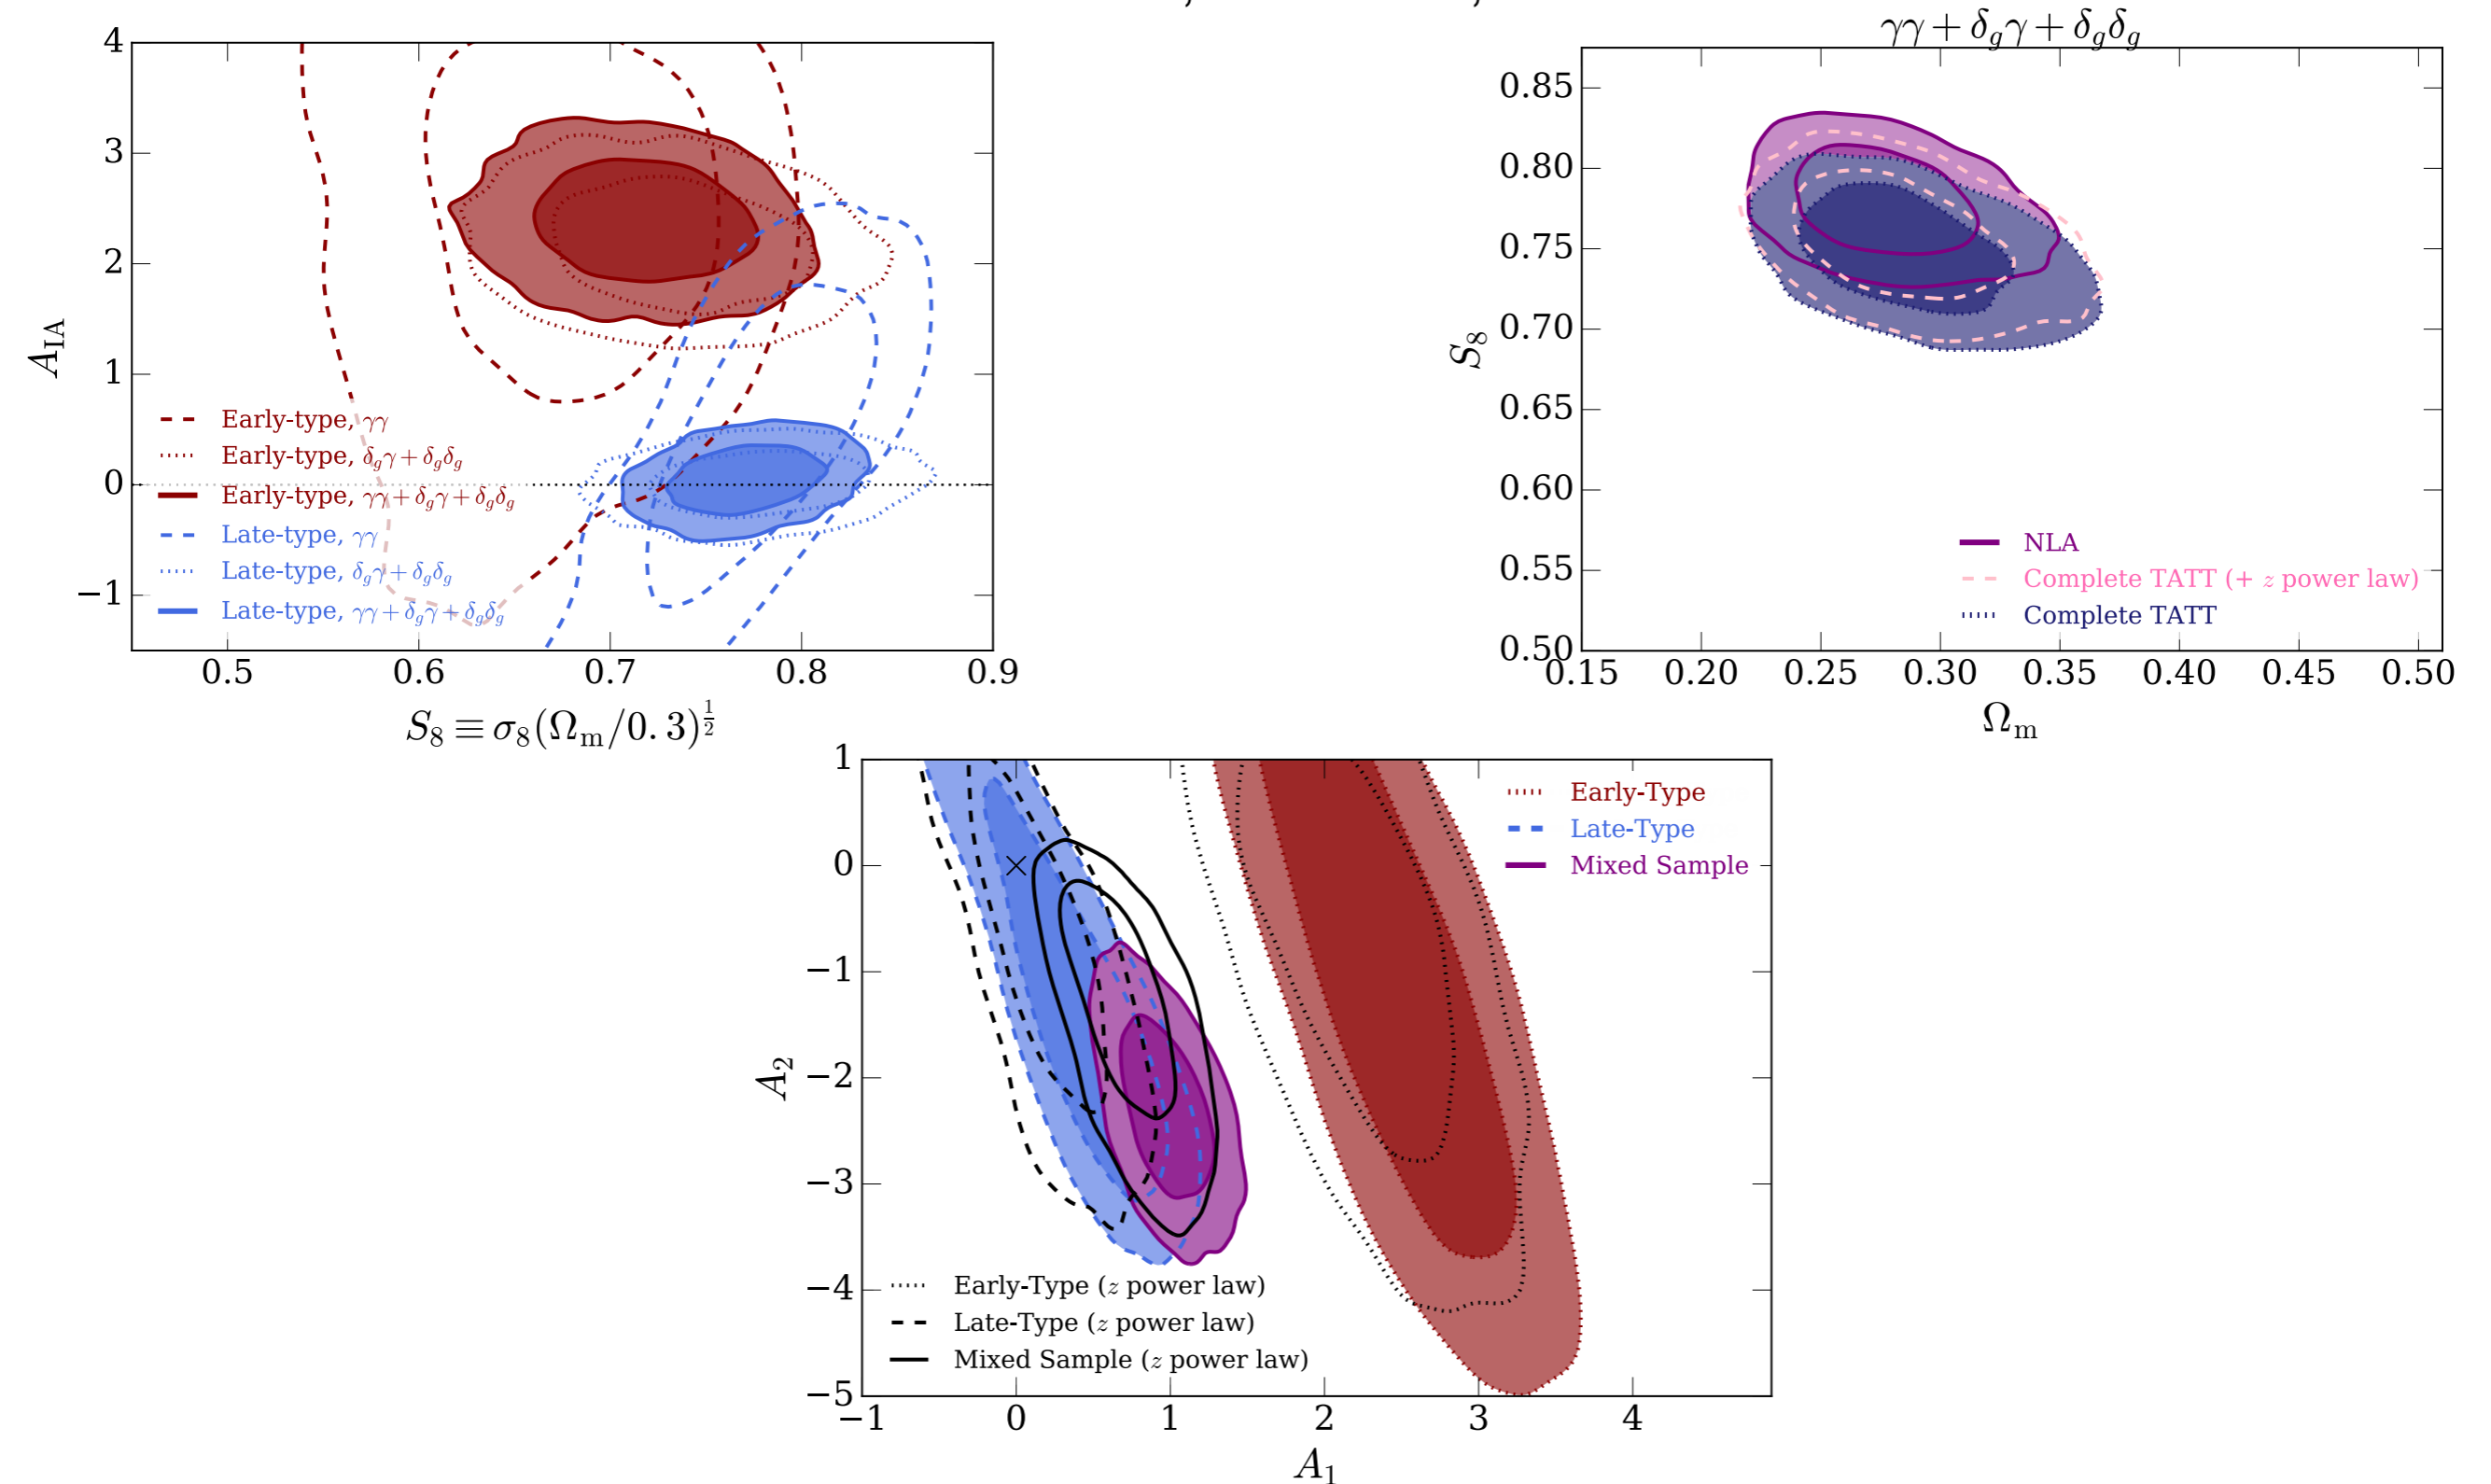 4
3
2
1
0
−1
A_IA
Early-type, γγ
Early-type, δ_gγ + δ_gδ_g
Early-type, γγ + δ_gγ + δ_gδ_g
Late-type, γγ
Late-type, δ_gγ + δ_gδ_g
Late-type, γγ + δ_gγ + δ_gδ_g
0.5 0.6 0.7 0.8 0.9
S_8 ≡ σ_8(Ω_m/0.3)^{1/2}
γγ + δ_gγ + δ_gδ_g
0.85
0.80
0.75
0.70
0.65
0.60
0.55
0.50
S_8
NLA
Complete TATT (+ z power law)
Complete TATT
0.15 0.20 0.25 0.30 0.35 0.40 0.45 0.50
Ω_m
1
0
−1
−2
−3
−4
−5
A_2
Early-Type
Late-Type
Mixed Sample
Early-Type (z power law)
Late-Type (z power law)
Mixed Sample (z power law)
−1 0 1 2 3 4
A_1